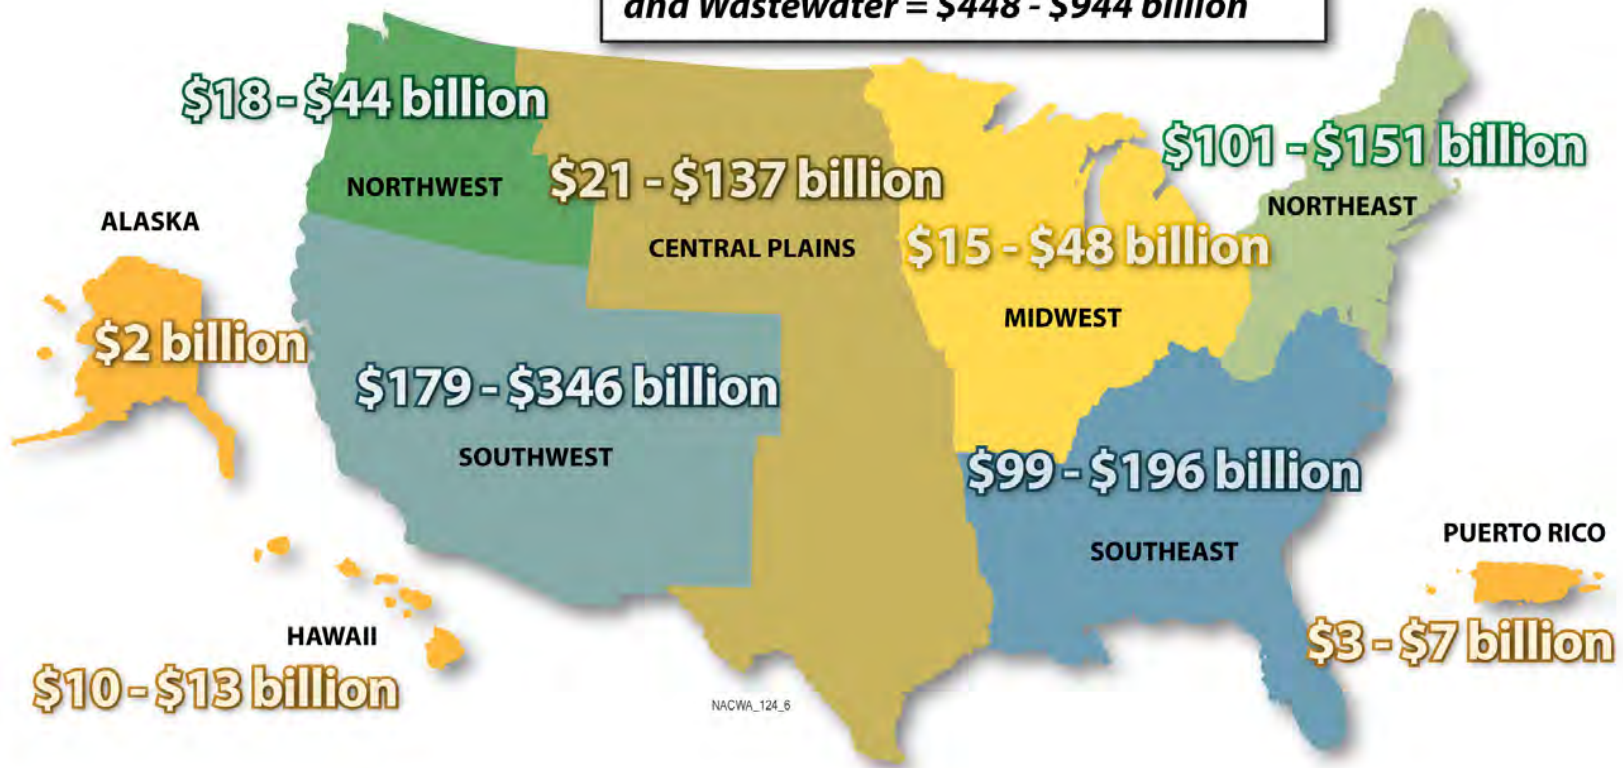 and Wastewater = $448 - $944 billion
$18 - $44 billion
NORTHWEST
$21 - $137 billion
CENTRAL PLAINS
$101 - $151 billion
NORTHEAST
$15 - $48 billion
MIDWEST
ALASKA
$2 billion
$179 - $346 billion
SOUTHWEST
$99 - $196 billion
SOUTHEAST
PUERTO RICO
$3 - $7 billion
HAWAII
$10 - $13 billion
NACWA_124_6